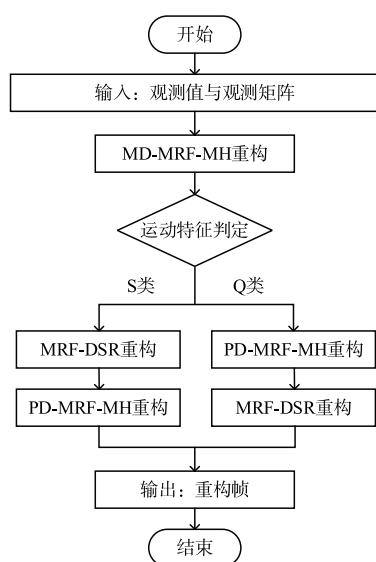 开始
输入：观测值与观测矩阵
MD-MRF-MH重构
运动特征判定
S类
Q类
MRF-DSR重构
PD-MRF-MH重构
PD-MRF-MH重构
MRF-DSR重构
输出：重构帧
结束